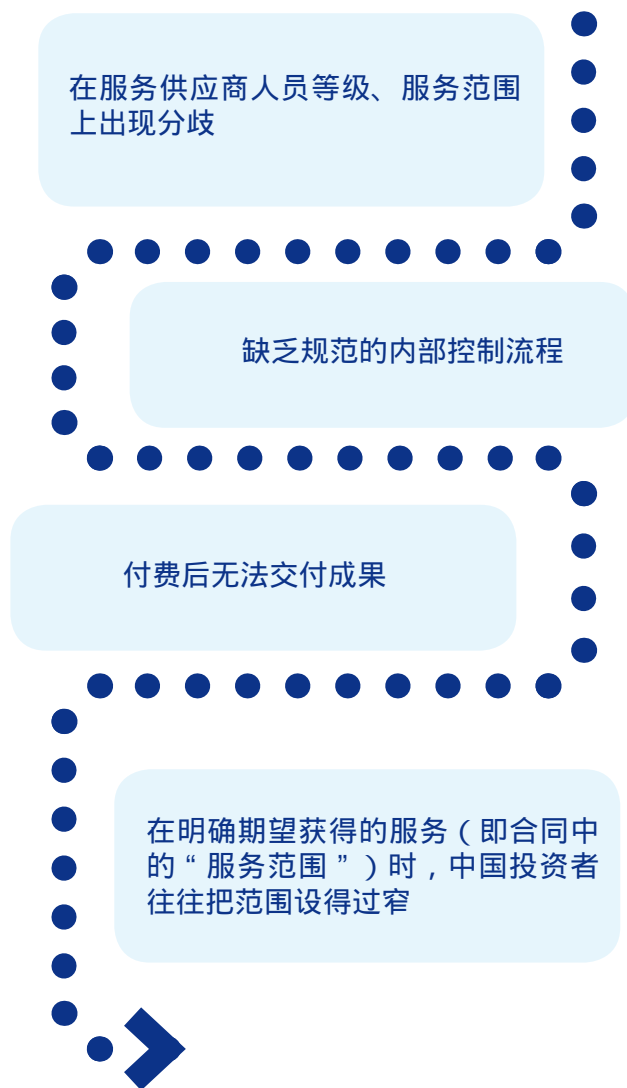 在服务供应商人员等级、服务范围
上出现分歧
缺乏规范的内部控制流程
付费后无法交付成果
在明确期望获得的服务（即合同中
的“服务范围”）时，中国投资者
往往把范围设得过窄